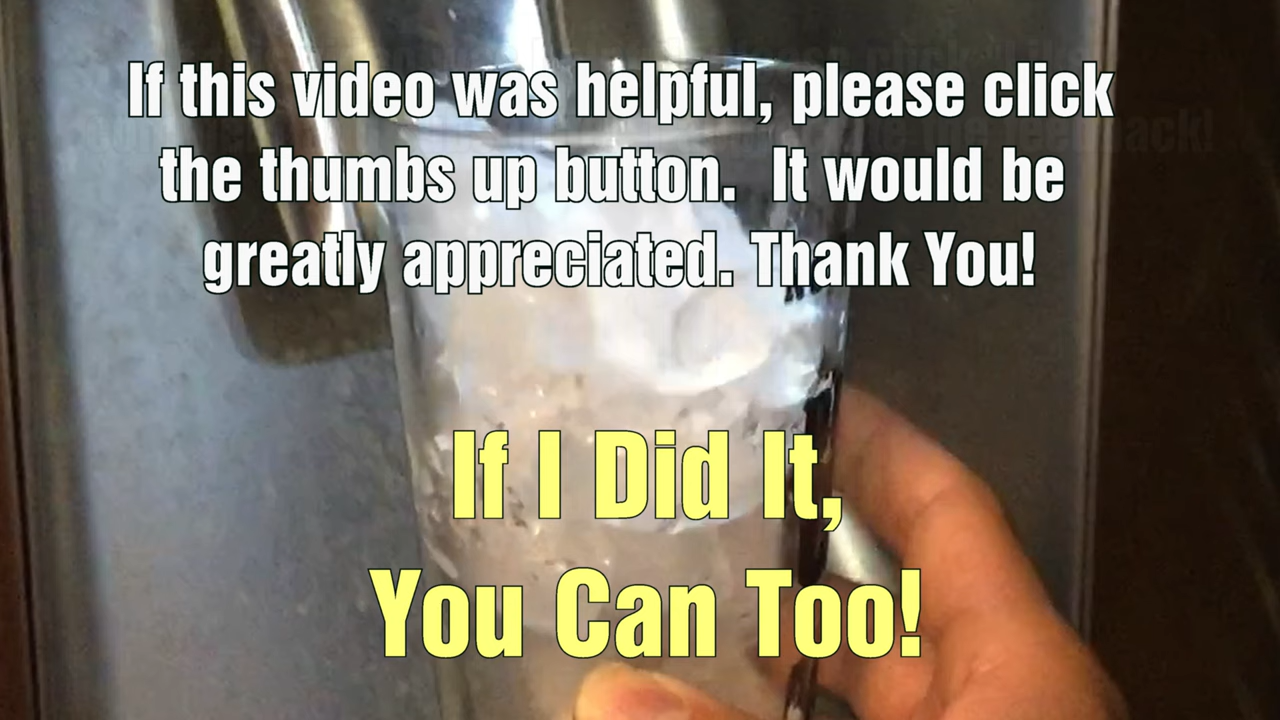 If this video was helpful, please click
the thumbs up button. It would be
greatly appreciated. Thank You!
If I Did It,
You Can Too!